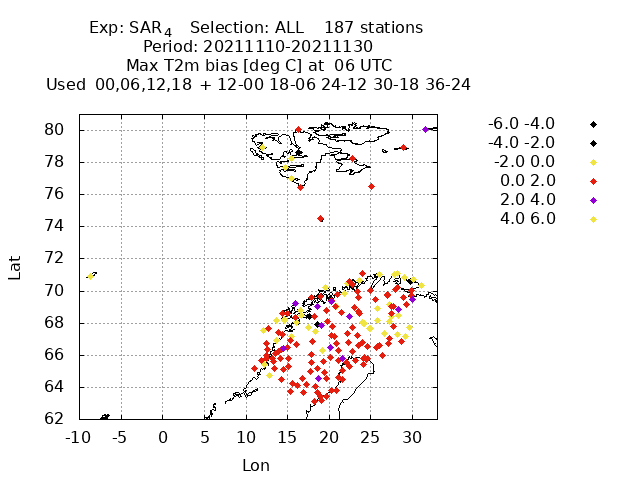 Exp: SAR4 Selection: ALL 187 stations
Period: 20211110-20211130
Max T2m bias [deg C] at 06 UTC
Used 00,06,12,18 + 12-00 18-06 24-12 30-18 36-24
-6.0 -4.0
-4.0 -2.0
-2.0 0.0
0.0 2.0
2.0 4.0
4.0 6.0
80
78
76
74
72
70
68
66
64
62
Lat
-10 -5 0 5 10 15 20 25 30
Lon